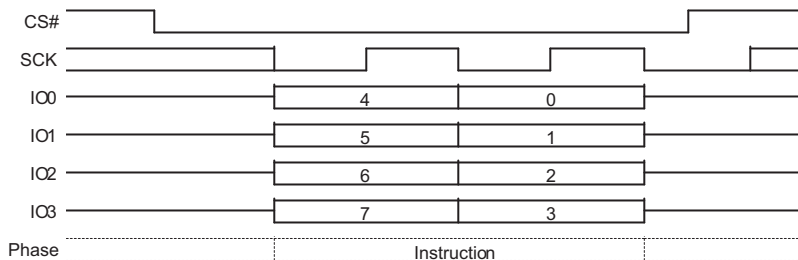 CS#
SCK
IO0 4 0
IO1 5 1
IO2 6 2
IO3 7 3
Phase Instruction